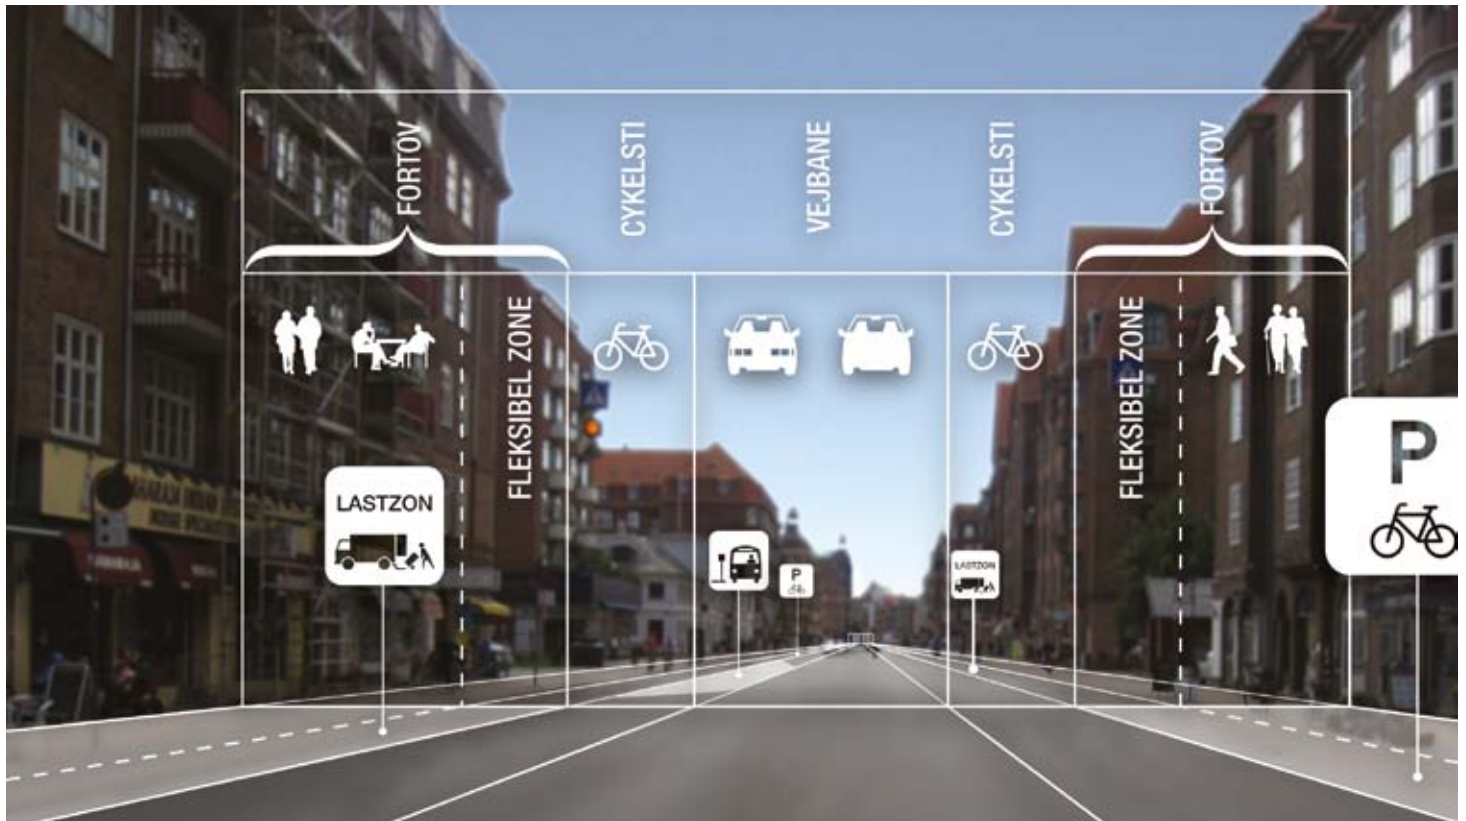 FORTOV
CYKELSTI
VEJBANE
CYKELSTI
FORTOV
FLEKSIBEL ZONE
FLEKSIBEL ZONE
P
LASTZON
P
LASTZON